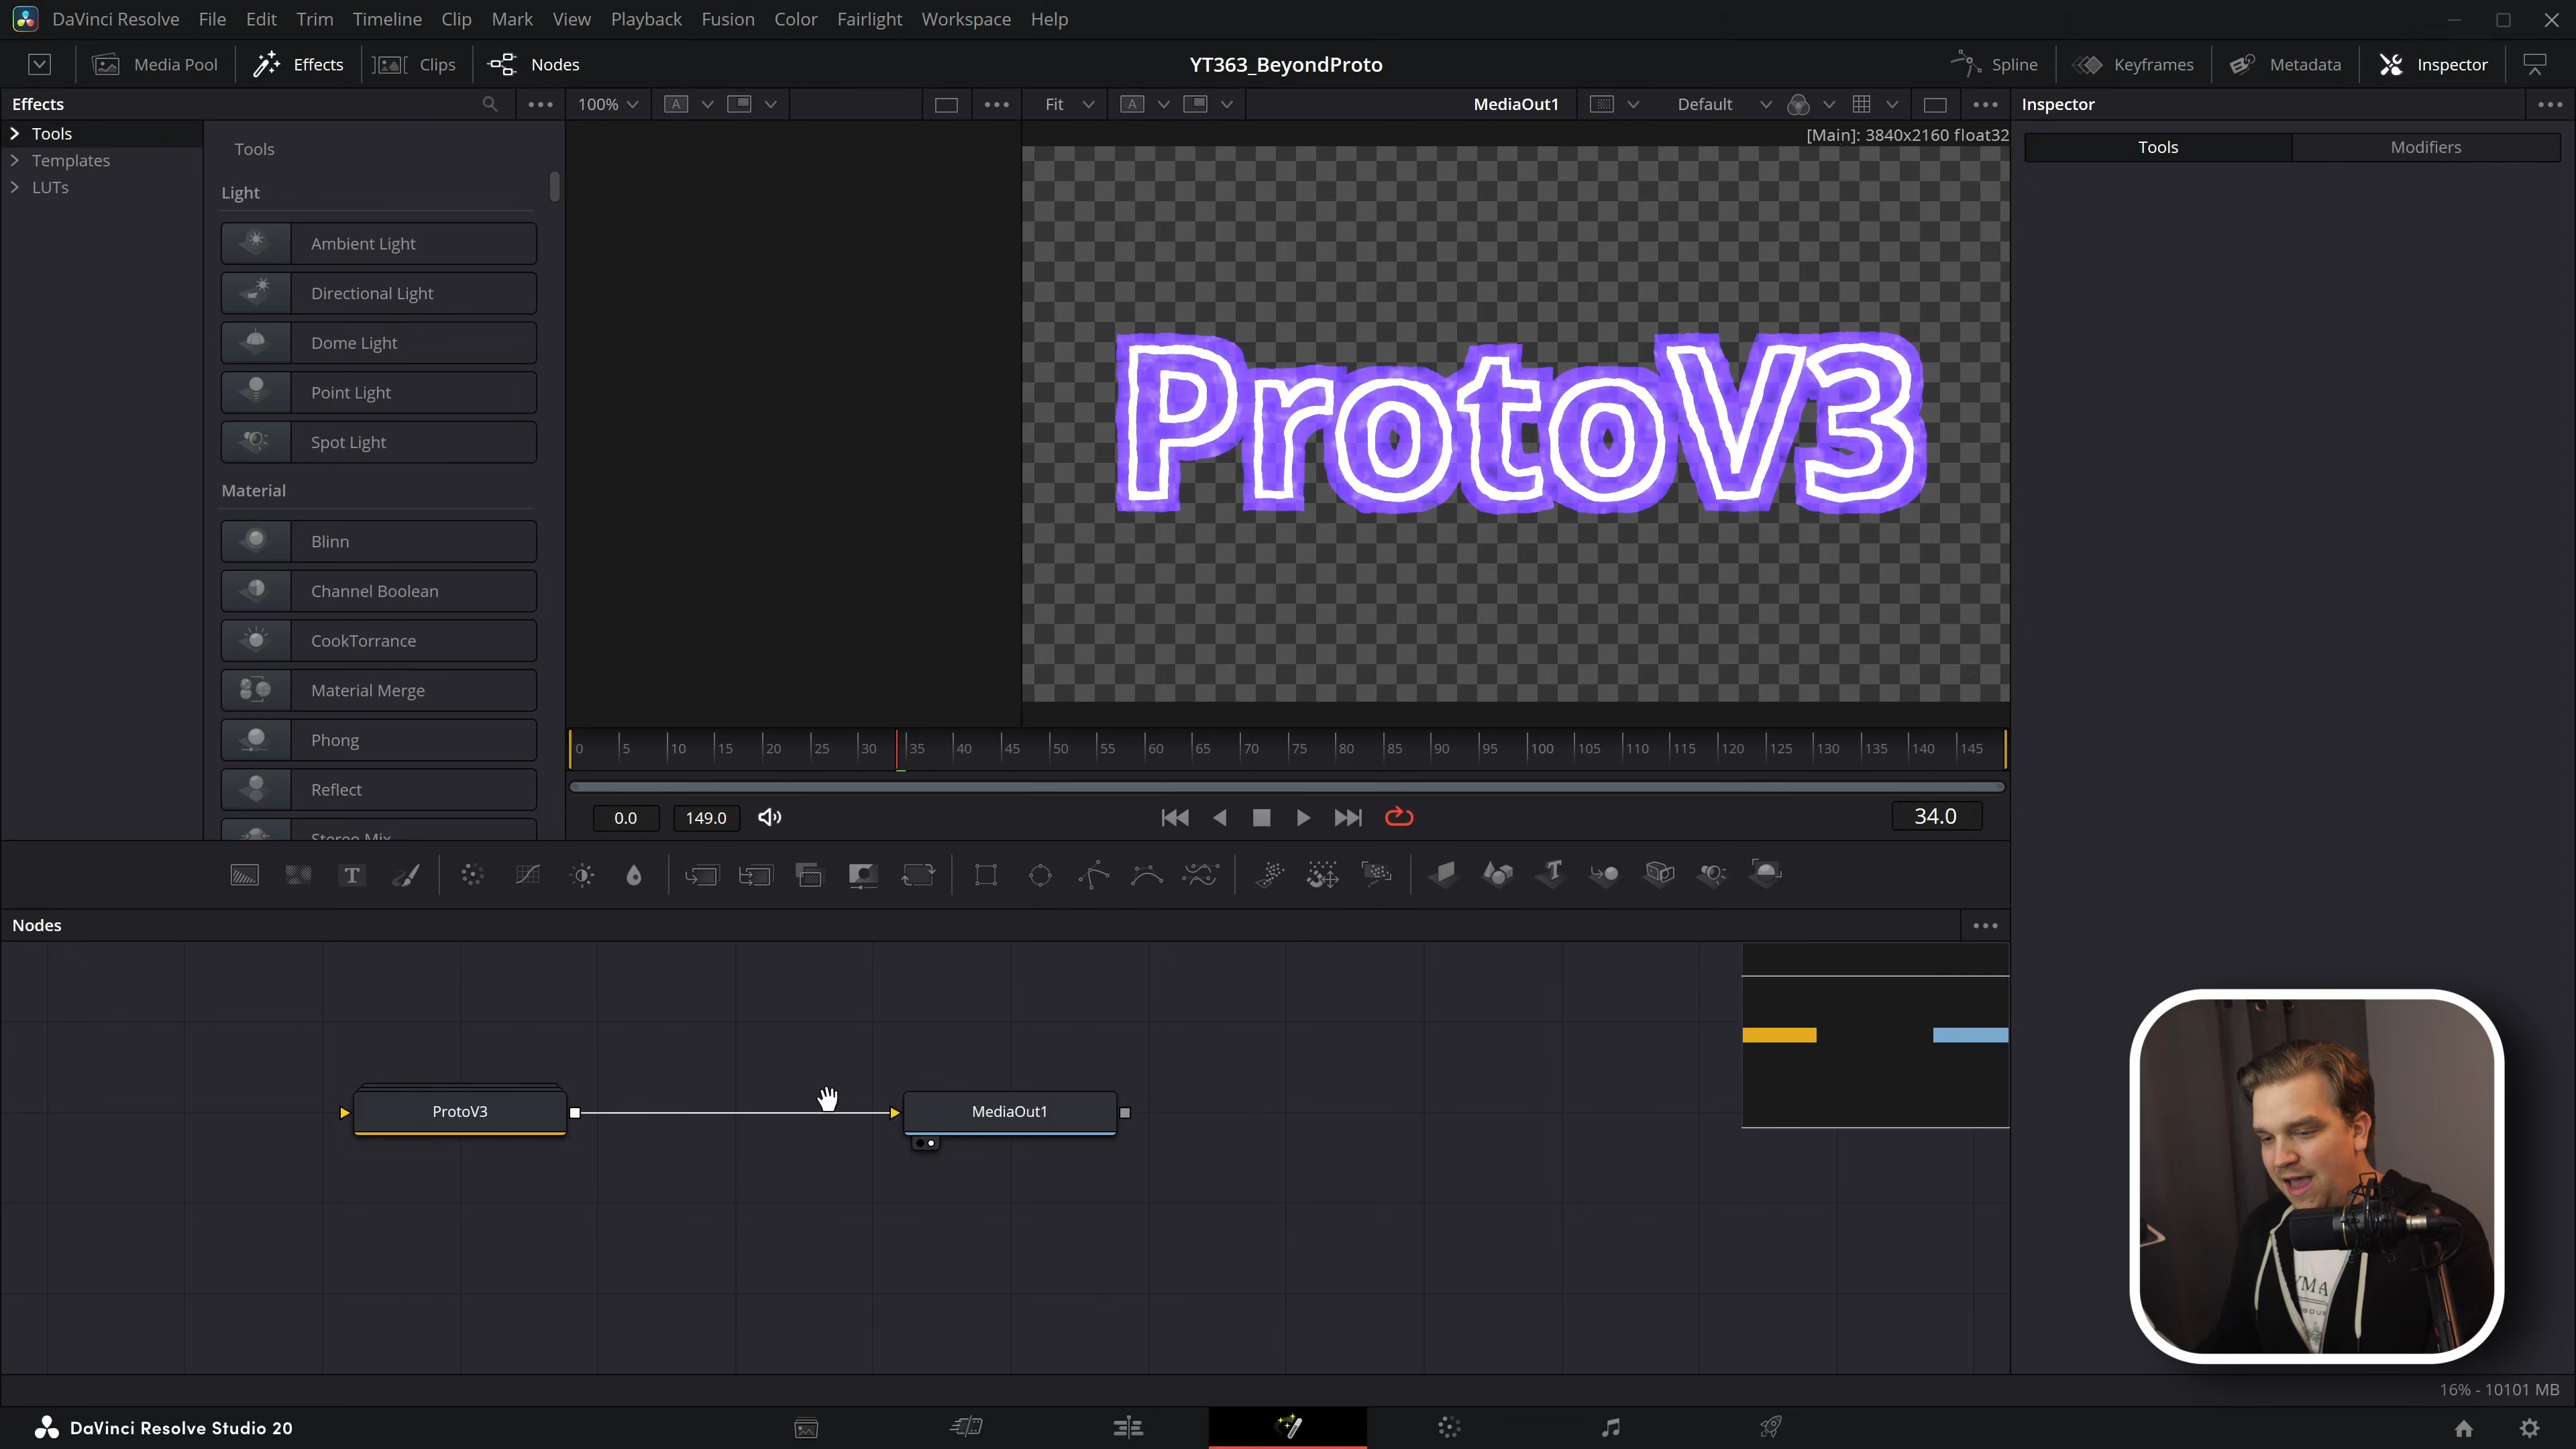 DaVinci Resolve File Edit Trim Timeline Clip Mark View Playback Fusion Color Fairlight Workspace Help
Media Pool Effects Clips Nodes YT363_BeyondProto Spline Keyframes Metadata Inspector
Effects 100% A Fit A MediaOut1 Default Inspector
Tools
Templates
LUTs
Tools
Light
Ambient Light
Directional Light
Dome Light
Point Light
Spot Light
Material
Blinn
Channel Boolean
CookTorrance
Material Merge
Phong
Reflect
Stereo Mix
[Main]: 3840x2160 float32
ProtoV3
Tools Modifiers
0 5 10 15 20 25 30 35 40 45 50 55 60 65 70 75 80 85 90 95 100 105 110 115 120 125 130 135 140 145
0.0 149.0 34.0
T T
Nodes
ProtoV3 MediaOut1
16% - 10101 MB
DaVinci Resolve Studio 20